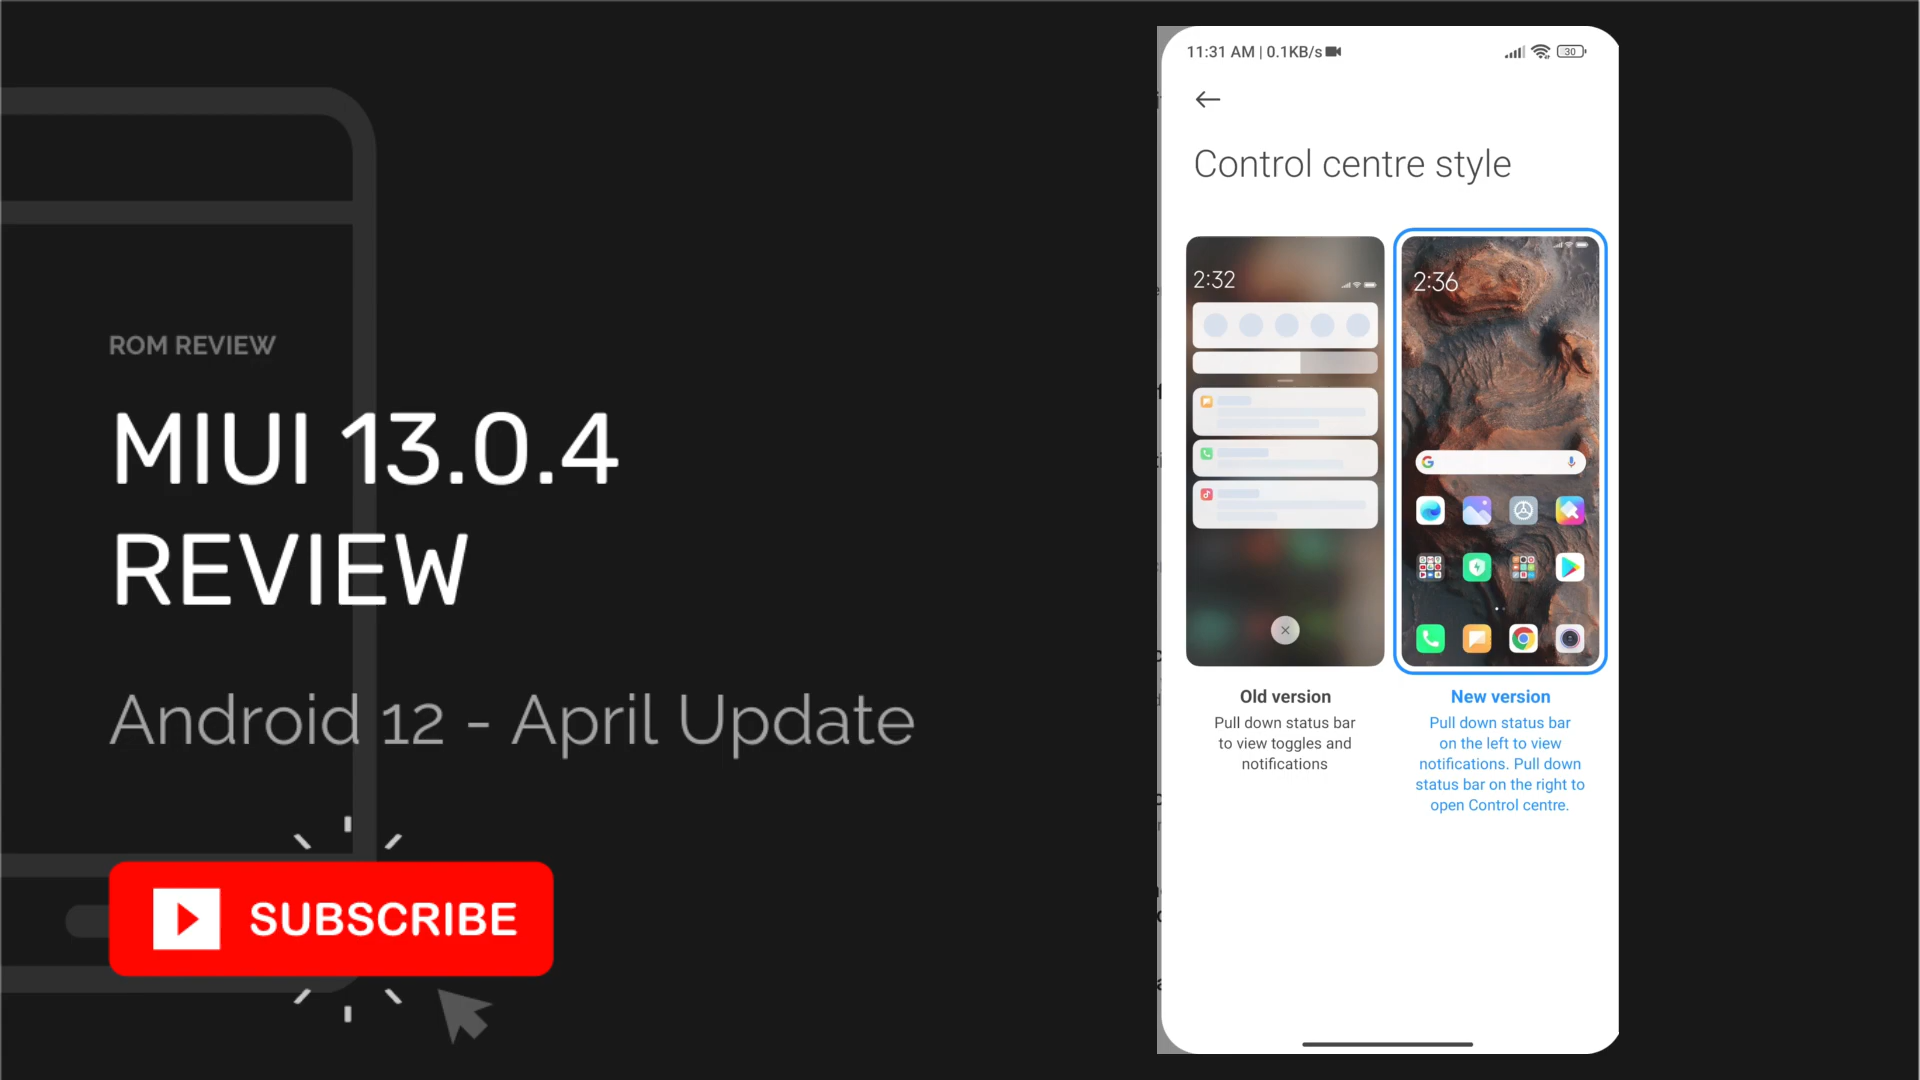 ROM REVIEW
MIUI 13.0.4
REVIEW
Android 12 - April Update
SUBSCRIBE
11:31 AM | 0.1KB/s
30
Control centre style
2:32
2:36
Old version
Pull down status bar
to view toggles and
notifications
New version
Pull down status bar
on the left to view
notifications. Pull down
status bar on the right to
open Control centre.